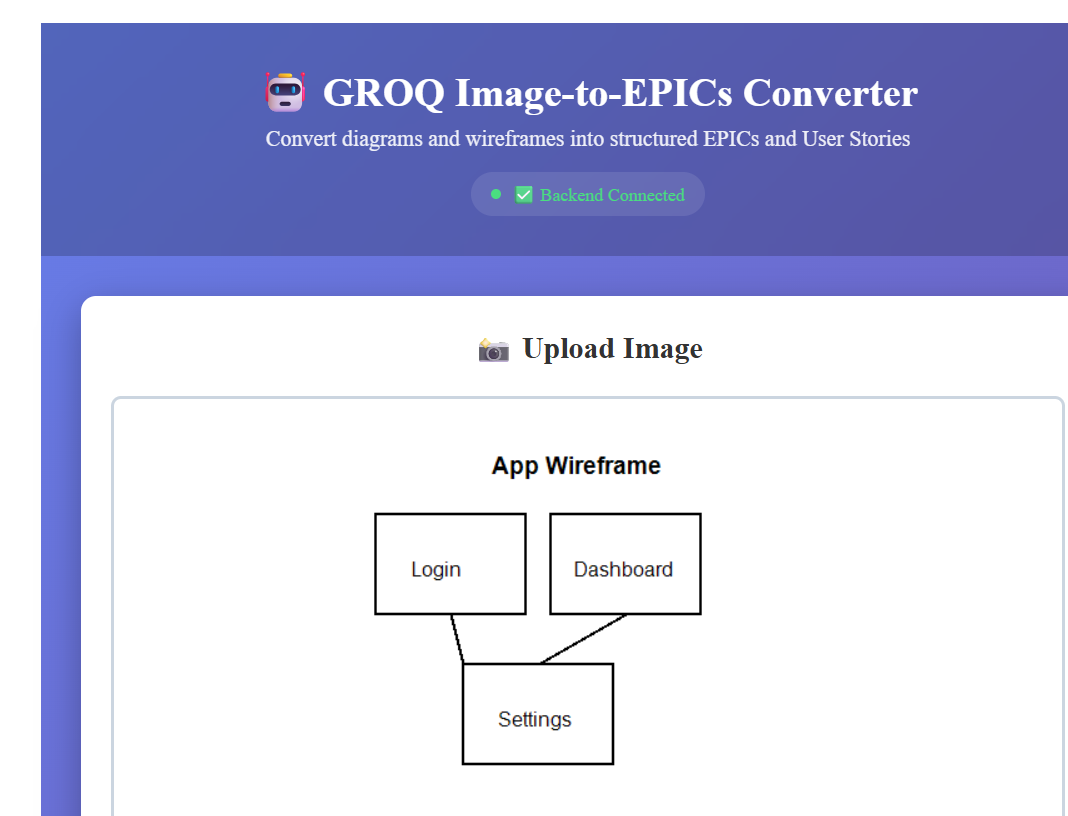 GROQ Image-to-EPICs Converter
Convert diagrams and wireframes into structured EPICs and User Stories
Backend Connected
Upload Image
App Wireframe
Login
Dashboard
Settings